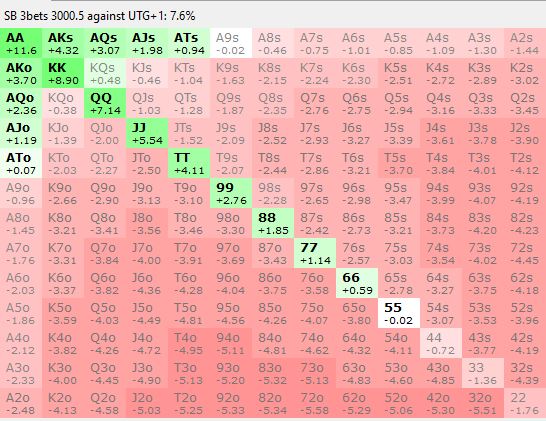 SB 3bets 3000.5 against UTG+1: 7.6%
AA AKs AQs AJs ATs A9s A8s A7s A6s A5s A4s A3s A2s
+11.6 +4.32 +3.07 +1.98 +0.94 -0.02 -0.46 -0.75 -1.01 -0.85 -1.09 -1.30 -1.44
AKo KK KQs KJs KTs K9s K8s K7s K6s K5s K4s K3s K2s
+3.70 +8.90 +0.48 -0.46 -1.04 -1.63 -2.15 -2.24 -2.30 -2.51 -2.72 -2.89 -3.02
AQo KQo QQ QJs QTs Q9s Q8s Q7s Q6s Q5s Q4s Q3s Q2s
+2.36 -0.38 +7.14 -1.03 -1.28 -1.87 -2.35 -2.76 -2.75 -2.94 -3.16 -3.33 -3.45
AJo KJo QJo JJ JTs J9s J8s J7s J6s J5s J4s J3s J2s
+1.19 -1.39 -2.00 +5.54 -1.52 -2.09 -2.52 -2.93 -3.27 -3.39 -3.61 -3.78 -3.90
ATo KTo QTo JTo TT T9s T8s T7s T6s T5s T4s T3s T2s
+0.07 -2.03 -2.27 -2.50 +4.11 -2.07 -2.44 -2.86 -3.21 -3.70 -3.84 -4.01 -4.12
A9o K9o Q9o J9o T9o 99 98s 97s 96s 95s 94s 93s 92s
-0.96 -2.66 -2.90 -3.13 -3.10 +2.76 -2.28 -2.65 -2.98 -3.47 -3.99 -4.07 -4.19
A8o K8o Q8o J8o T8o 98o 88 87s 86s 85s 84s 83s 82s
-1.45 -3.21 -3.41 -3.56 -3.46 -3.30 +1.85 -2.42 -2.73 -3.21 -3.73 -4.20 -4.23
A7o K7o Q7o J7o T7o 97o 87o 77 76s 75s 74s 73s 72s
-1.76 -3.31 -3.84 -4.00 -3.91 -3.69 -3.43 +1.14 -2.57 -3.03 -3.54 -4.02 -4.45
A6o K6o Q6o J6o T6o 96o 86o 76o 66 65s 64s 63s 62s
-2.03 -3.37 -3.82 -4.36 -4.28 -4.04 -3.75 -3.58 +0.59 -2.78 -3.27 -3.75 -4.18
A5o K5o Q5o J5o T5o 95o 85o 75o 65o 55 54s 53s 52s
-1.86 -3.59 -4.03 -4.49 -4.81 -4.56 -4.26 -4.07 -3.80 -0.02 -3.07 -3.53 -3.96
A4o K4o Q4o J4o T4o 94o 84o 74o 64o 54o 44 43s 42s
-2.12 -3.82 -4.26 -4.72 -4.95 -5.11 -4.81 -4.62 -4.32 -4.11 -0.72 -3.77 -4.19
A3o K3o Q3o J3o T3o 93o 83o 73o 63o 53o 43o 33 32s
-2.33 -4.00 -4.45 -4.90 -5.13 -5.20 -5.32 -5.13 -4.83 -4.60 -4.85 -1.36 -4.39
A2o K2o Q2o J2o T2o 92o 82o 72o 62o 52o 42o 32o 22
-2.48 -4.13 -4.58 -5.03 -5.25 -5.33 -5.34 -5.58 -5.29 -5.06 -5.30 -5.51 -1.76